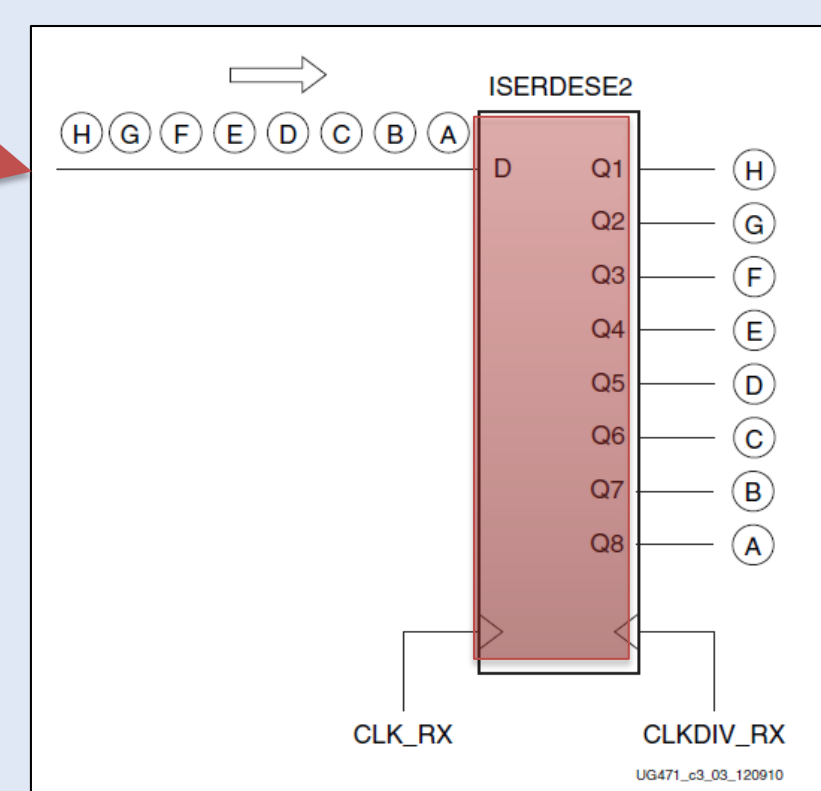 ISERDESE2
H G F E D C B A
D Q1 H
Q2 G
Q3 F
Q4 E
Q5 D
Q6 C
Q7 B
Q8 A
CLK_RX CLKDIV_RX
UG471_c3_03_120910